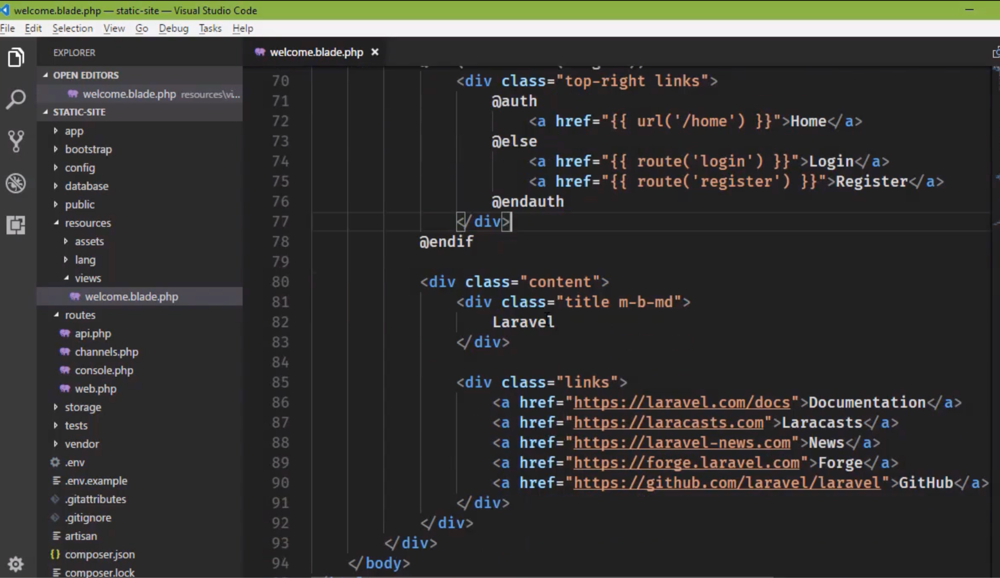 welcome.blade.php — static-site — Visual Studio Code
File Edit Selection View Go Debug Tasks Help
EXPLORER
OPEN EDITORS
welcome.blade.php resources\vi...
STATIC-SITE
app
bootstrap
config
database
public
resources
assets
lang
views
welcome.blade.php
routes
api.php
channels.php
console.php
web.php
storage
tests
vendor
.env
.env.example
.gitattributes
.gitignore
artisan
composer.json
composer.lock
welcome.blade.php
70 <div class="top-right links">
71 @auth
72 <a href="{{ url('/home') }}">Home</a>
73 @else
74 <a href="{{ route('login') }}">Login</a>
75 <a href="{{ route('register') }}">Register</a>
76 @endauth
77 </div>
78 @endif
79
80 <div class="content">
81 <div class="title m-b-md">
82 Laravel
83 </div>
84
85 <div class="links">
86 <a href="https://laravel.com/docs">Documentation</a>
87 <a href="https://laracasts.com">Laracasts</a>
88 <a href="https://laravel-news.com">News</a>
89 <a href="https://forge.laravel.com">Forge</a>
90 <a href="https://github.com/laravel/laravel">GitHub</a>
91 </div>
92 </div>
93 </div>
94 </body>